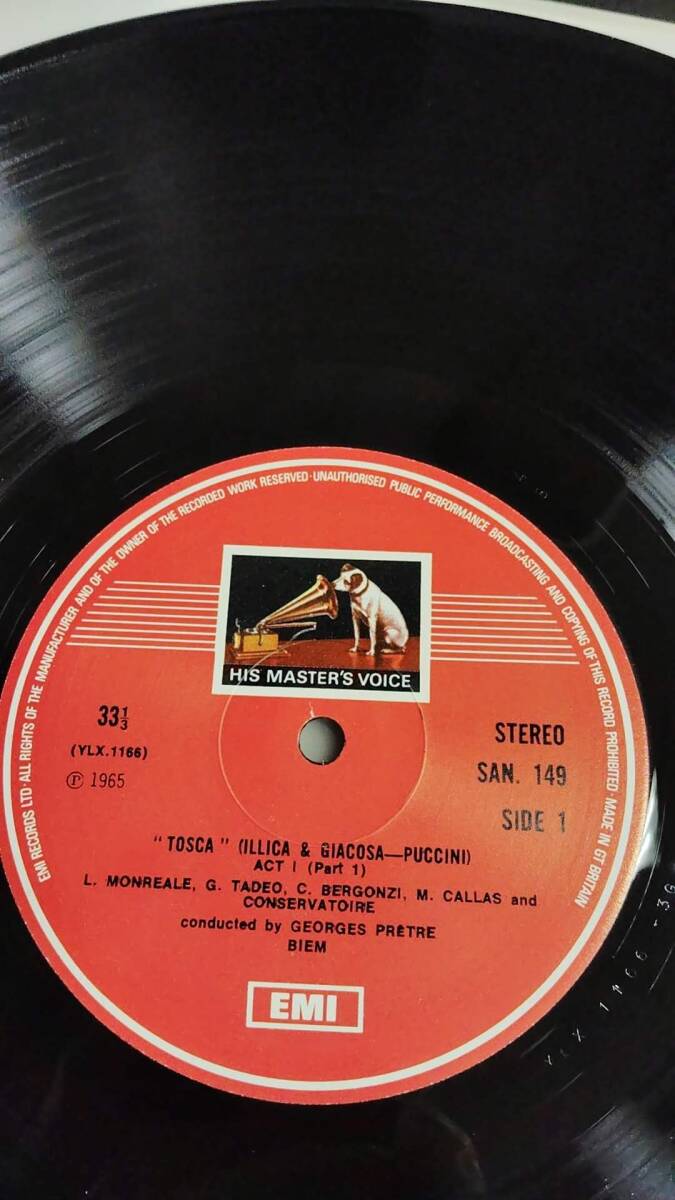 EMI RECORDS LTD · ALL RIGHTS OF THE MANUFACTURER AND OF THE OWNER OF THE RECORDED WORK RESERVED · UNAUTHORISED PUBLIC PERFORMANCE BROADCASTING AND COPYING OF THIS RECORD PROHIBITED · MADE IN GT BRITAIN
HIS MASTER'S VOICE
33⅓
(YLX.1166)
℗ 1965
STEREO
SAN. 149
SIDE 1
"TOSCA" (ILLICA & GIACOSA—PUCCINI)
ACT I (Part 1)
L. MONREALE, G. TADEO, C. BERGONZI, M. CALLAS and
CONSERVATOIRE
conducted by GEORGES PRÊTRE
BIEM
EMI
YLX 1166 -3G